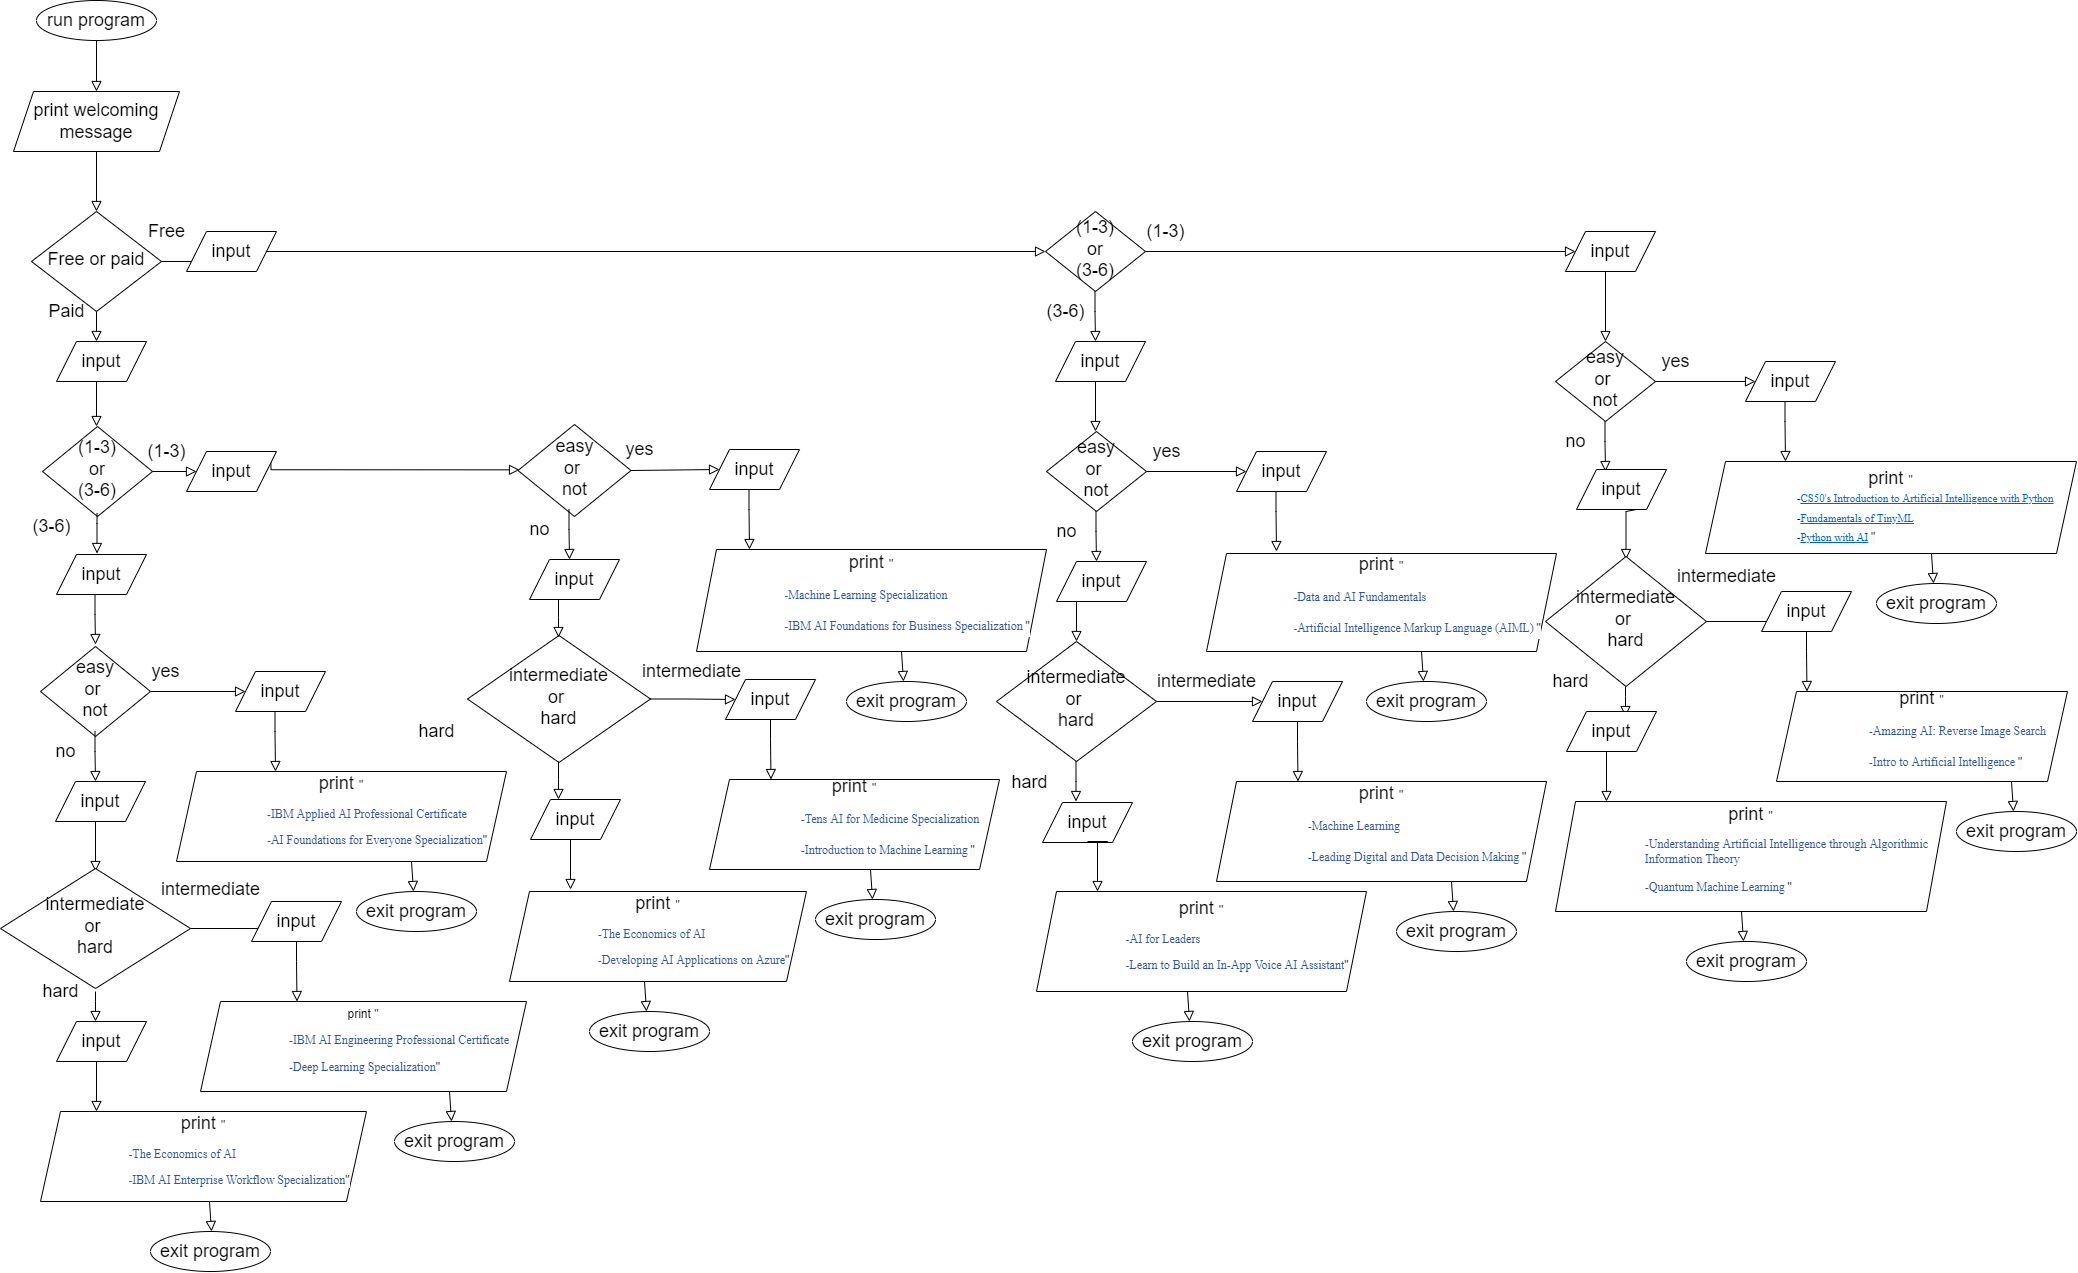 run program
print welcoming
message
Free or paid
Free
input
(1-3)
or
(3-6)
(1-3)
input
Paid
input
(3-6)
input
easy
or
not
yes
input
print "
-CS50's Introduction to Artificial Intelligence with Python
-Fundamentals of TinyML
-Python with AI "
exit program
no
input
intermediate
or
hard
intermediate
input
print "
-Amazing AI: Reverse Image Search
-Intro to Artificial Intelligence "
exit program
hard
input
print "
-Understanding Artificial Intelligence through Algorithmic
Information Theory
-Quantum Machine Learning "
exit program
easy
or
not
yes
input
print "
-Data and AI Fundamentals
-Artificial Intelligence Markup Language (AIML) "
exit program
no
input
intermediate
or
hard
intermediate
input
print "
-Machine Learning
-Leading Digital and Data Decision Making "
exit program
hard
input
print "
-AI for Leaders
-Learn to Build an In-App Voice AI Assistant"
exit program
(1-3)
or
(3-6)
(1-3)
input
easy
or
not
yes
input
print "
-Machine Learning Specialization
-IBM AI Foundations for Business Specialization "
exit program
no
input
intermediate
or
hard
intermediate
input
print "
-Tens AI for Medicine Specialization
-Introduction to Machine Learning "
exit program
hard
input
print "
-The Economics of AI
-Developing AI Applications on Azure"
exit program
(3-6)
input
easy
or
not
yes
input
print "
-IBM Applied AI Professional Certificate
-AI Foundations for Everyone Specialization"
exit program
no
input
intermediate
or
hard
intermediate
input
print "
-IBM AI Engineering Professional Certificate
-Deep Learning Specialization"
exit program
hard
input
print "
-The Economics of AI
-IBM AI Enterprise Workflow Specialization"
exit program